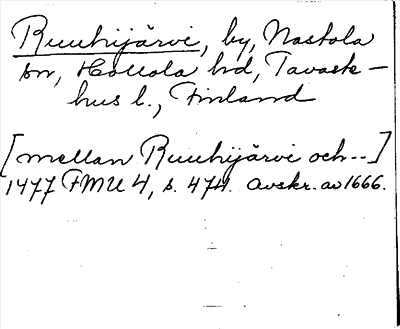 Ruuhijärvi, by, Nastola
sn, Hollola hd, Tavaste-
hus l., Finland
[mellan Ruuhijärvi och --]
1477 FMU 4, s. 474. avskr. av 1666.